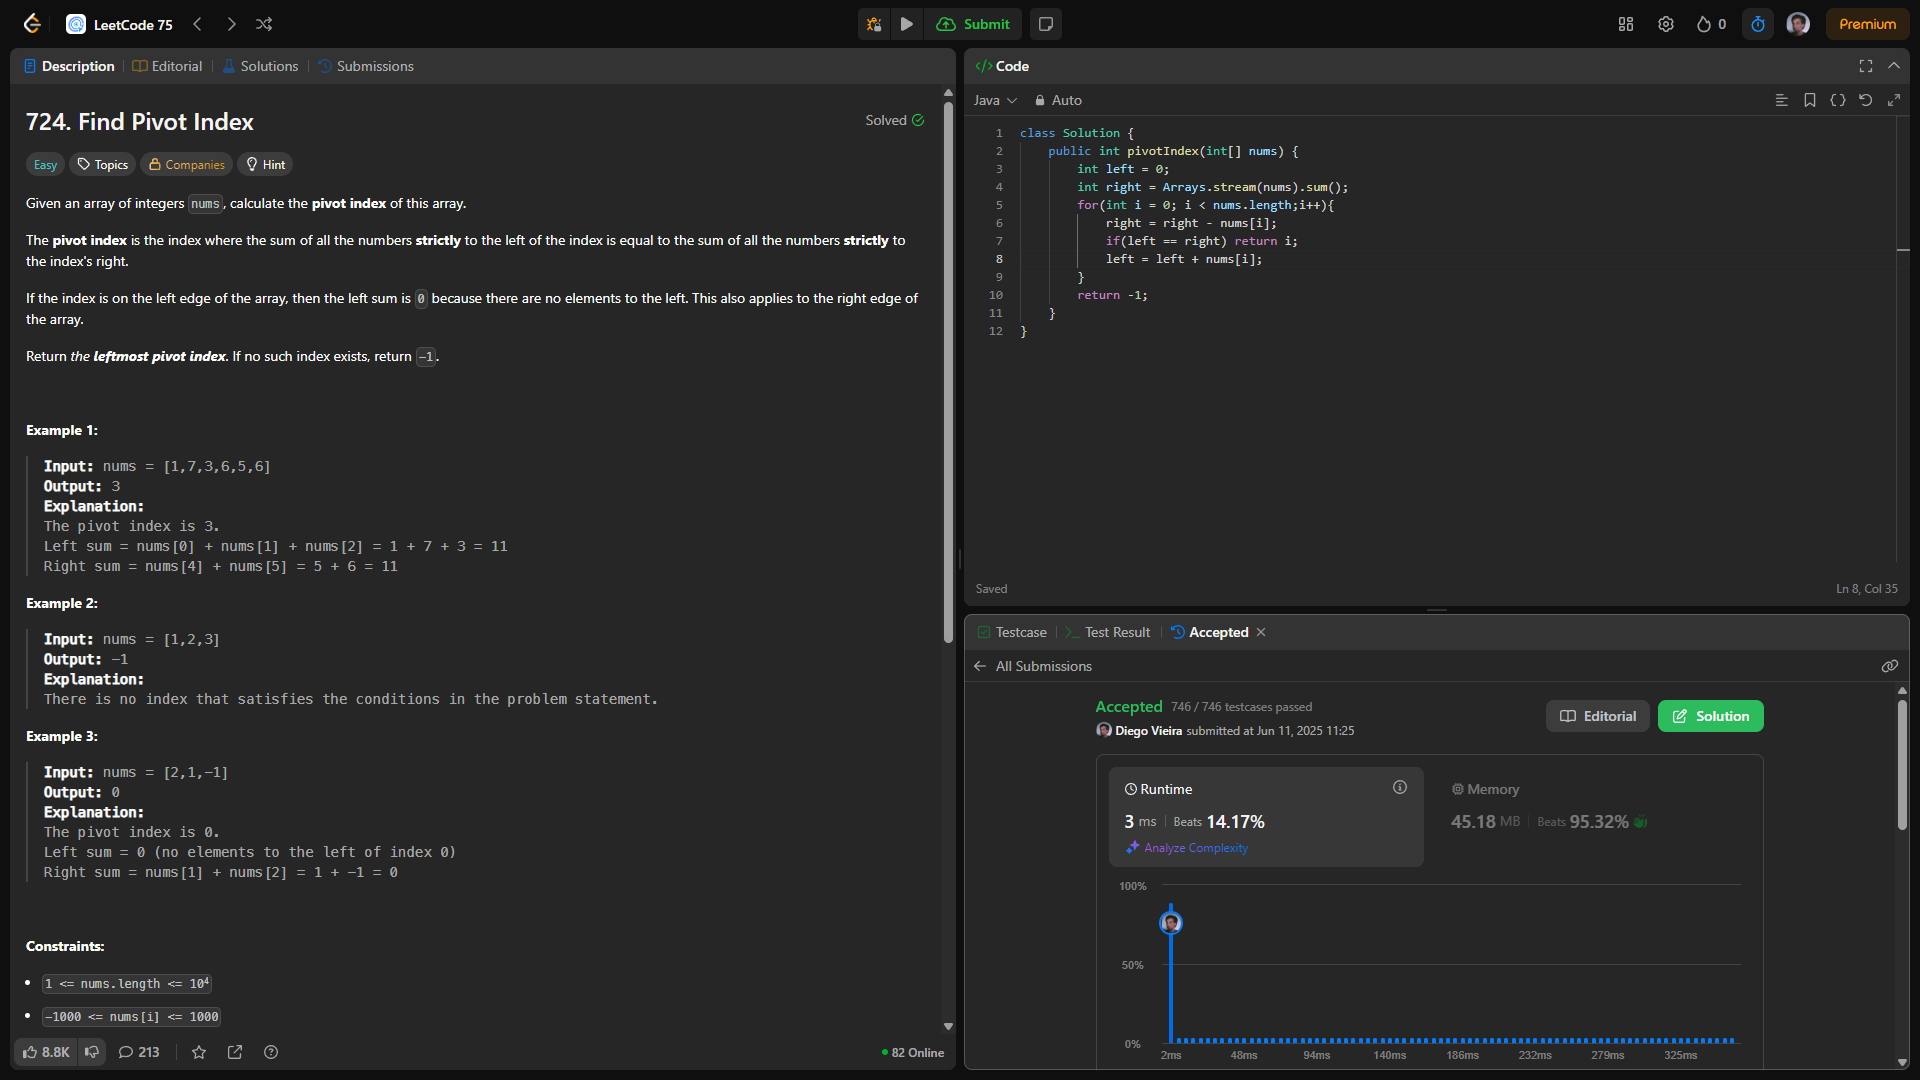 LeetCode 75
Submit
0
Premium
Description
Editorial
Solutions
Submissions
724. Find Pivot Index
Solved
Easy
Topics
Companies
Hint
Given an array of integers nums, calculate the pivot index of this array.
The pivot index is the index where the sum of all the numbers strictly to the left of the index is equal to the sum of all the numbers strictly to
the index's right.
If the index is on the left edge of the array, then the left sum is 0 because there are no elements to the left. This also applies to the right edge of
the array.
Return the leftmost pivot index. If no such index exists, return -1.
Example 1:
Input: nums = [1,7,3,6,5,6]
Output: 3
Explanation:
The pivot index is 3.
Left sum = nums[0] + nums[1] + nums[2] = 1 + 7 + 3 = 11
Right sum = nums[4] + nums[5] = 5 + 6 = 11
Example 2:
Input: nums = [1,2,3]
Output: -1
Explanation:
There is no index that satisfies the conditions in the problem statement.
Example 3:
Input: nums = [2,1,-1]
Output: 0
Explanation:
The pivot index is 0.
Left sum = 0 (no elements to the left of index 0)
Right sum = nums[1] + nums[2] = 1 + -1 = 0
Constraints:
1 <= nums.length <= 10⁴
-1000 <= nums[i] <= 1000
8.8K
213
82 Online
</> Code
Java
Auto
1 class Solution {
2 public int pivotIndex(int[] nums) {
3 int left = 0;
4 int right = Arrays.stream(nums).sum();
5 for(int i = 0; i < nums.length;i++){
6 right = right - nums[i];
7 if(left == right) return i;
8 left = left + nums[i];
9 }
10 return -1;
11 }
12 }
Saved
Ln 8, Col 35
Testcase
Test Result
Accepted
All Submissions
Accepted 746 / 746 testcases passed
Diego Vieira submitted at Jun 11, 2025 11:25
Editorial
Solution
Runtime
3 ms
Beats 14.17%
Analyze Complexity
Memory
45.18 MB
Beats 95.32%
100%
50%
0%
2ms 48ms 94ms 140ms 186ms 232ms 279ms 325ms